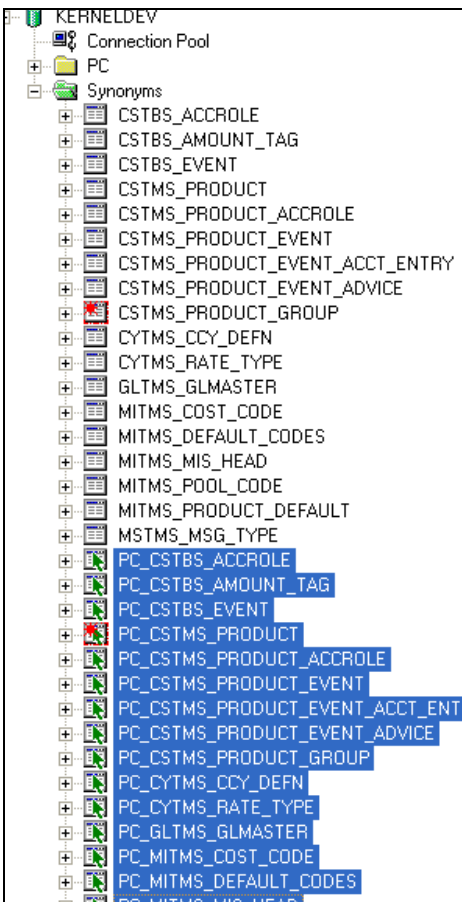 KERNELDEV
Connection Pool
PC
Synonyms
CSTBS_ACCROLE
CSTBS_AMOUNT_TAG
CSTBS_EVENT
CSTMS_PRODUCT
CSTMS_PRODUCT_ACCROLE
CSTMS_PRODUCT_EVENT
CSTMS_PRODUCT_EVENT_ACCT_ENTRY
CSTMS_PRODUCT_EVENT_ADVICE
CSTMS_PRODUCT_GROUP
CYTMS_CCY_DEFN
CYTMS_RATE_TYPE
GLTMS_GLMASTER
MITMS_COST_CODE
MITMS_DEFAULT_CODES
MITMS_MIS_HEAD
MITMS_POOL_CODE
MITMS_PRODUCT_DEFAULT
MSTMS_MSG_TYPE
PC_CSTBS_ACCROLE
PC_CSTBS_AMOUNT_TAG
PC_CSTBS_EVENT
PC_CSTMS_PRODUCT
PC_CSTMS_PRODUCT_ACCROLE
PC_CSTMS_PRODUCT_EVENT
PC_CSTMS_PRODUCT_EVENT_ACCT_ENT
PC_CSTMS_PRODUCT_EVENT_ADVICE
PC_CSTMS_PRODUCT_GROUP
PC_CYTMS_CCY_DEFN
PC_CYTMS_RATE_TYPE
PC_GLTMS_GLMASTER
PC_MITMS_COST_CODE
PC_MITMS_DEFAULT_CODES
PC_MITMS_MIS_HEAD